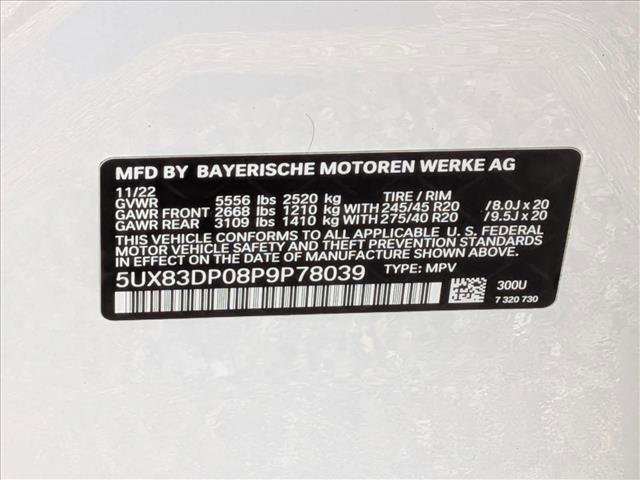 MFD BY BAYERISCHE MOTOREN WERKE AG
11/22
GVWR 5556 lbs 2520 kg TIRE / RIM
GAWR FRONT 2668 lbs 1210 kg WITH 245/45 R20 /8.0J x 20
GAWR REAR 3109 lbs 1410 kg WITH 275/40 R20 /9.5J x 20
THIS VEHICLE CONFORMS TO ALL APPLICABLE U. S. FEDERAL
MOTOR VEHICLE SAFETY AND THEFT PREVENTION STANDARDS
IN EFFECT ON THE DATE OF MANUFACTURE SHOWN ABOVE.
5UX83DP08P9P78039 TYPE: MPV
300U
7 320 730